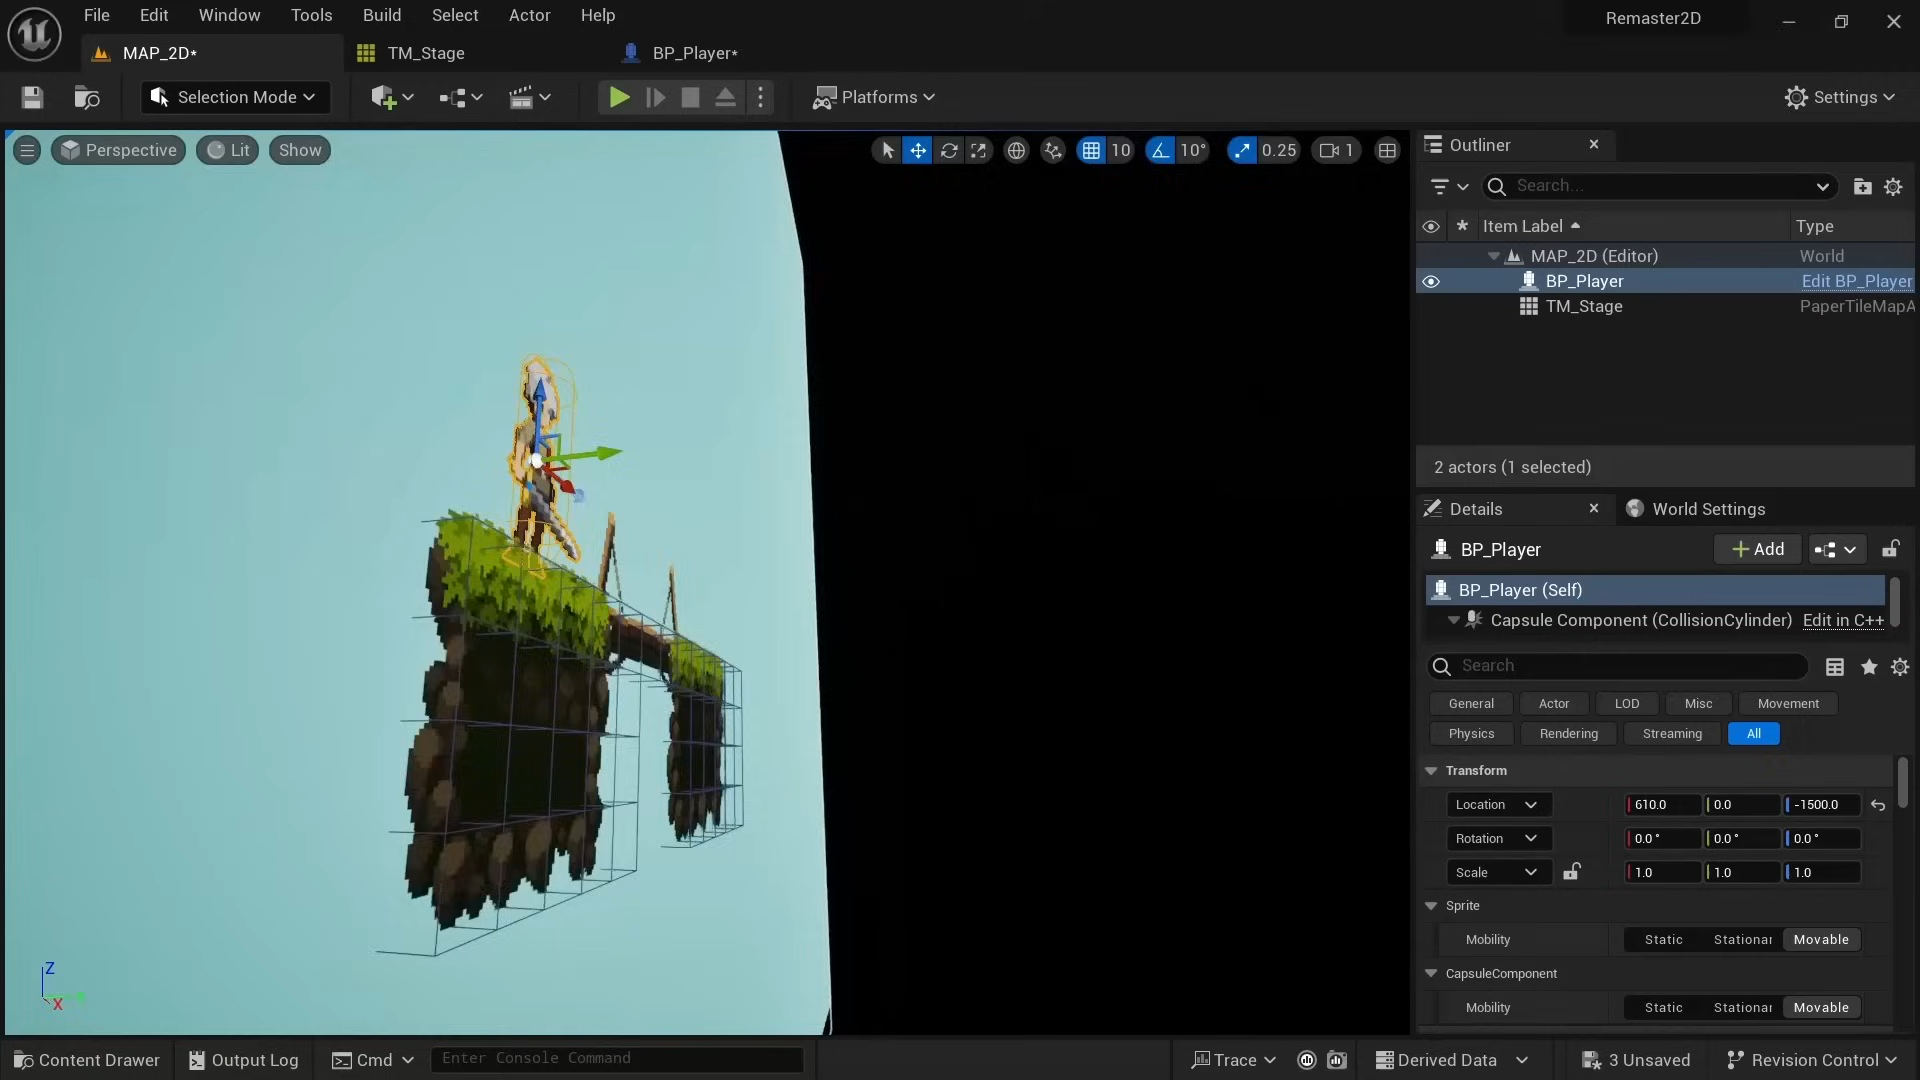 File Edit Window Tools Build Select Actor Help
Remaster2D
MAP_2D*
TM_Stage
BP_Player*
Selection Mode
Platforms
Settings
Perspective
Lit
Show
10
10°
0.25
1
Outliner
Search...
Item Label
Type
MAP_2D (Editor)
World
BP_Player
Edit BP_Player
TM_Stage
PaperTileMapA
2 actors (1 selected)
Details
World Settings
BP_Player
Add
BP_Player (Self)
Capsule Component (CollisionCylinder)
Edit in C++
Search
General
Actor
LOD
Misc
Movement
Physics
Rendering
Streaming
All
Transform
Location
610.0
0.0
-1500.0
Rotation
0.0 °
0.0 °
0.0 °
Scale
1.0
1.0
1.0
Sprite
Mobility
Static
Stationar
Movable
CapsuleComponent
Mobility
Static
Stationar
Movable
Z
X
Content Drawer
Output Log
Cmd
Enter Console Command
Trace
Derived Data
3 Unsaved
Revision Control